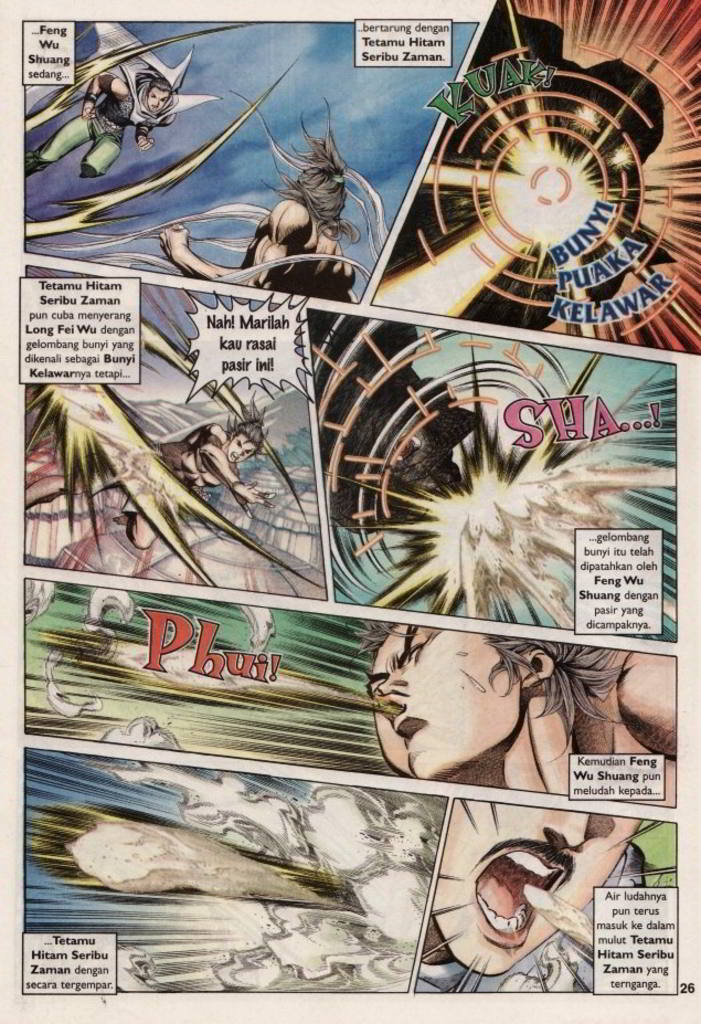 ...Feng
Wu
Shuang
sedang...
..bertarung dengan
Tetamu Hitam
Seribu Zaman.
KUAK!
BUNYI
PUAKA
KELAWAR
Tetamu Hitam
Seribu Zaman
pun cuba menyerang
Long Fei Wu dengan
gelombang bunyi yang
dikenali sebagai Bunyi
Kelawarnya tetapi...
Nah! Marilah
kau rasai
pasir ini!
SHA...!
...gelombang
bunyi itu telah
dipatahkan oleh
Feng Wu
Shuang dengan
pasir yang
dicampaknya.
Phui!
Kemudian Feng
Wu Shuang pun
meludah kepada...
...Tetamu
Hitam Seribu
Zaman dengan
secara tergempar.
Air ludahnya
pun terus
masuk ke dalam
mulut Tetamu
Hitam Seribu
Zaman yang
ternganga.
26